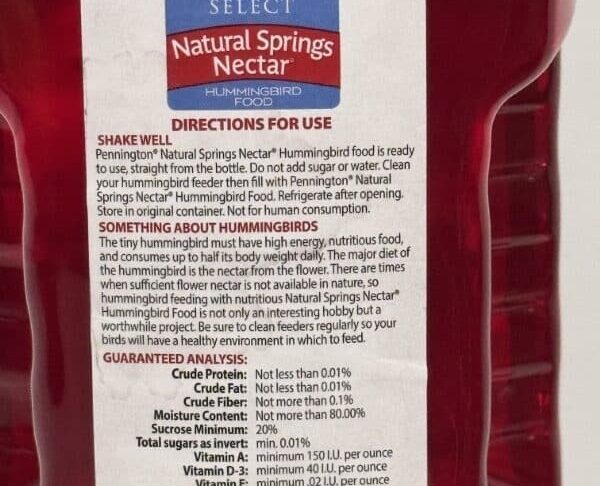 SELECT
Natural Springs
Nectar®
HUMMINGBIRD
FOOD
DIRECTIONS FOR USE
SHAKE WELL
Pennington® Natural Springs Nectar® Hummingbird food is ready
to use, straight from the bottle. Do not add sugar or water. Clean
your hummingbird feeder then fill with Pennington® Natural
Springs Nectar® Hummingbird Food. Refrigerate after opening.
Store in original container. Not for human consumption.
SOMETHING ABOUT HUMMINGBIRDS
The tiny hummingbird must have high energy, nutritious food,
and consumes up to half its body weight daily. The major diet of
the hummingbird is the nectar from the flower. There are times
when sufficient flower nectar is not available in nature, so
hummingbird feeding with nutritious Natural Springs Nectar®
Hummingbird Food is not only an interesting hobby but a
worthwhile project. Be sure to clean feeders regularly so your
birds will have a healthy environment in which to feed.
GUARANTEED ANALYSIS:
Crude Protein: Not less than 0.01%
Crude Fat: Not less than 0.01%
Crude Fiber: Not more than 0.1%
Moisture Content: Not more than 80.00%
Sucrose Minimum: 20%
Total sugars as invert: min. 0.01%
Vitamin A: minimum 150 I.U. per ounce
Vitamin D-3: minimum 40 I.U. per ounce
Vitamin E: minimum .02 I.U. per ounce